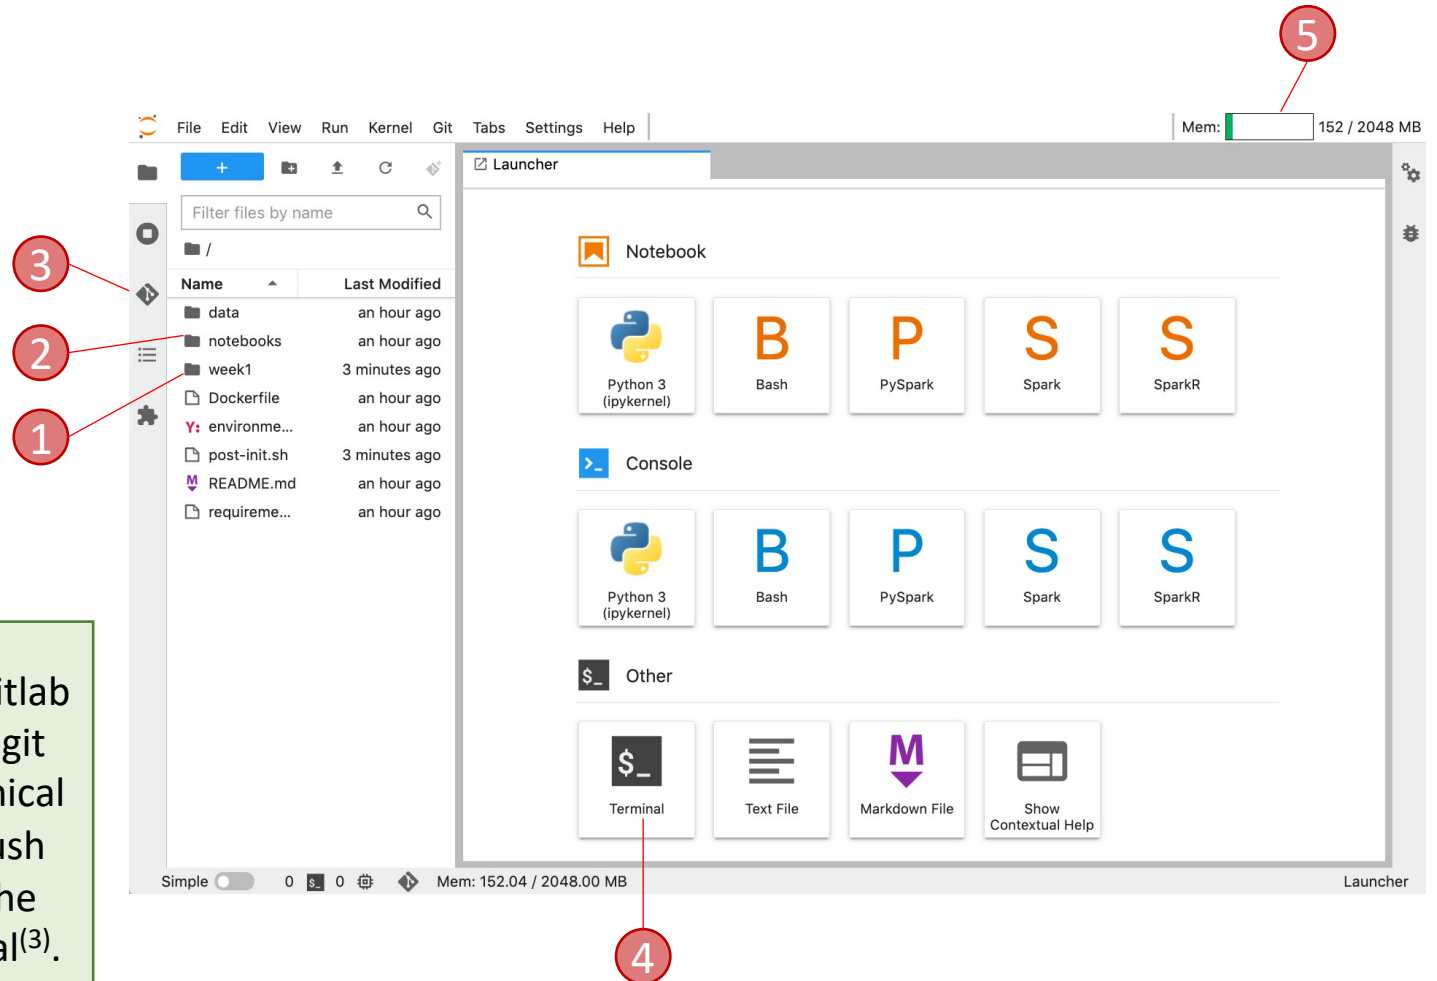 5
File Edit View Run Kernel Git Tabs Settings Help
Mem: 152 / 2048 MB
+
Launcher
Filter files by name
/
Name Last Modified
data an hour ago
notebooks an hour ago
week1 3 minutes ago
Dockerfile an hour ago
Y: environme... an hour ago
post-init.sh 3 minutes ago
M README.md an hour ago
requireme... an hour ago
3
2
1
Notebook
Python 3
(ipykernel)
B
Bash
P
PySpark
S
Spark
S
SparkR
>_ Console
Python 3
(ipykernel)
B
Bash
P
PySpark
S
Spark
S
SparkR
$_ Other
$_
Terminal
Text File
M
Markdown File
Show
Contextual Help
itlab
git
nical
ush
he
al(3).
Simple 0 $_ 0 Mem: 152.04 / 2048.00 MB Launcher
4